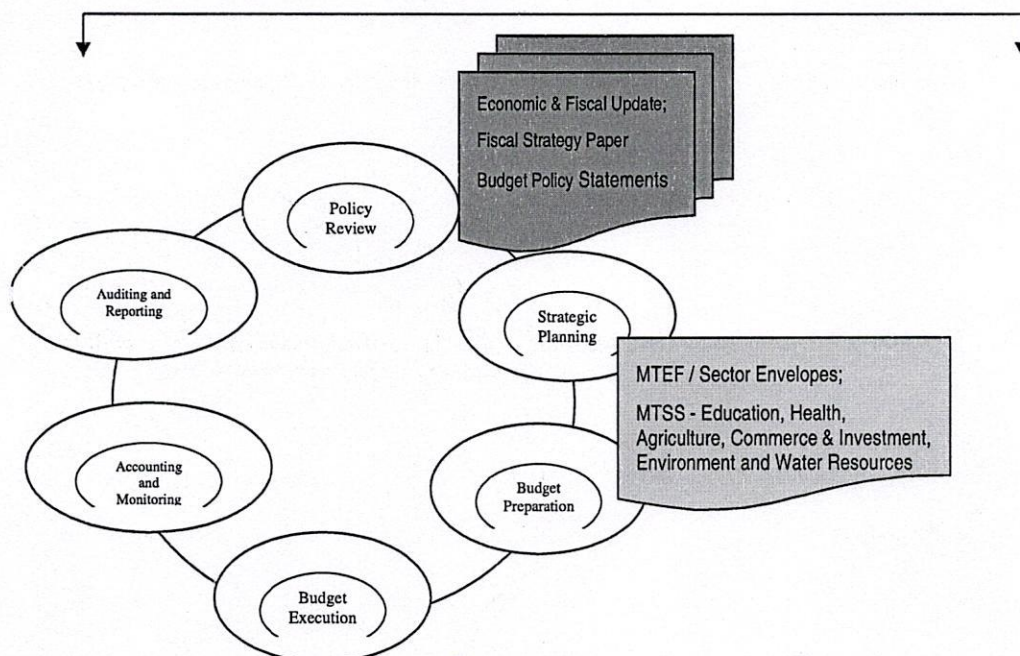 Economic & Fiscal Update;
Fiscal Strategy Paper
Budget Policy Statements
Policy
Review
Auditing and
Reporting
Strategic
Planning
MTEF / Sector Envelopes;
MTSS - Education, Health,
Agriculture, Commerce & Investment,
Environment and Water Resources
Accounting
and
Monitoring
Budget
Preparation
Budget
Execution